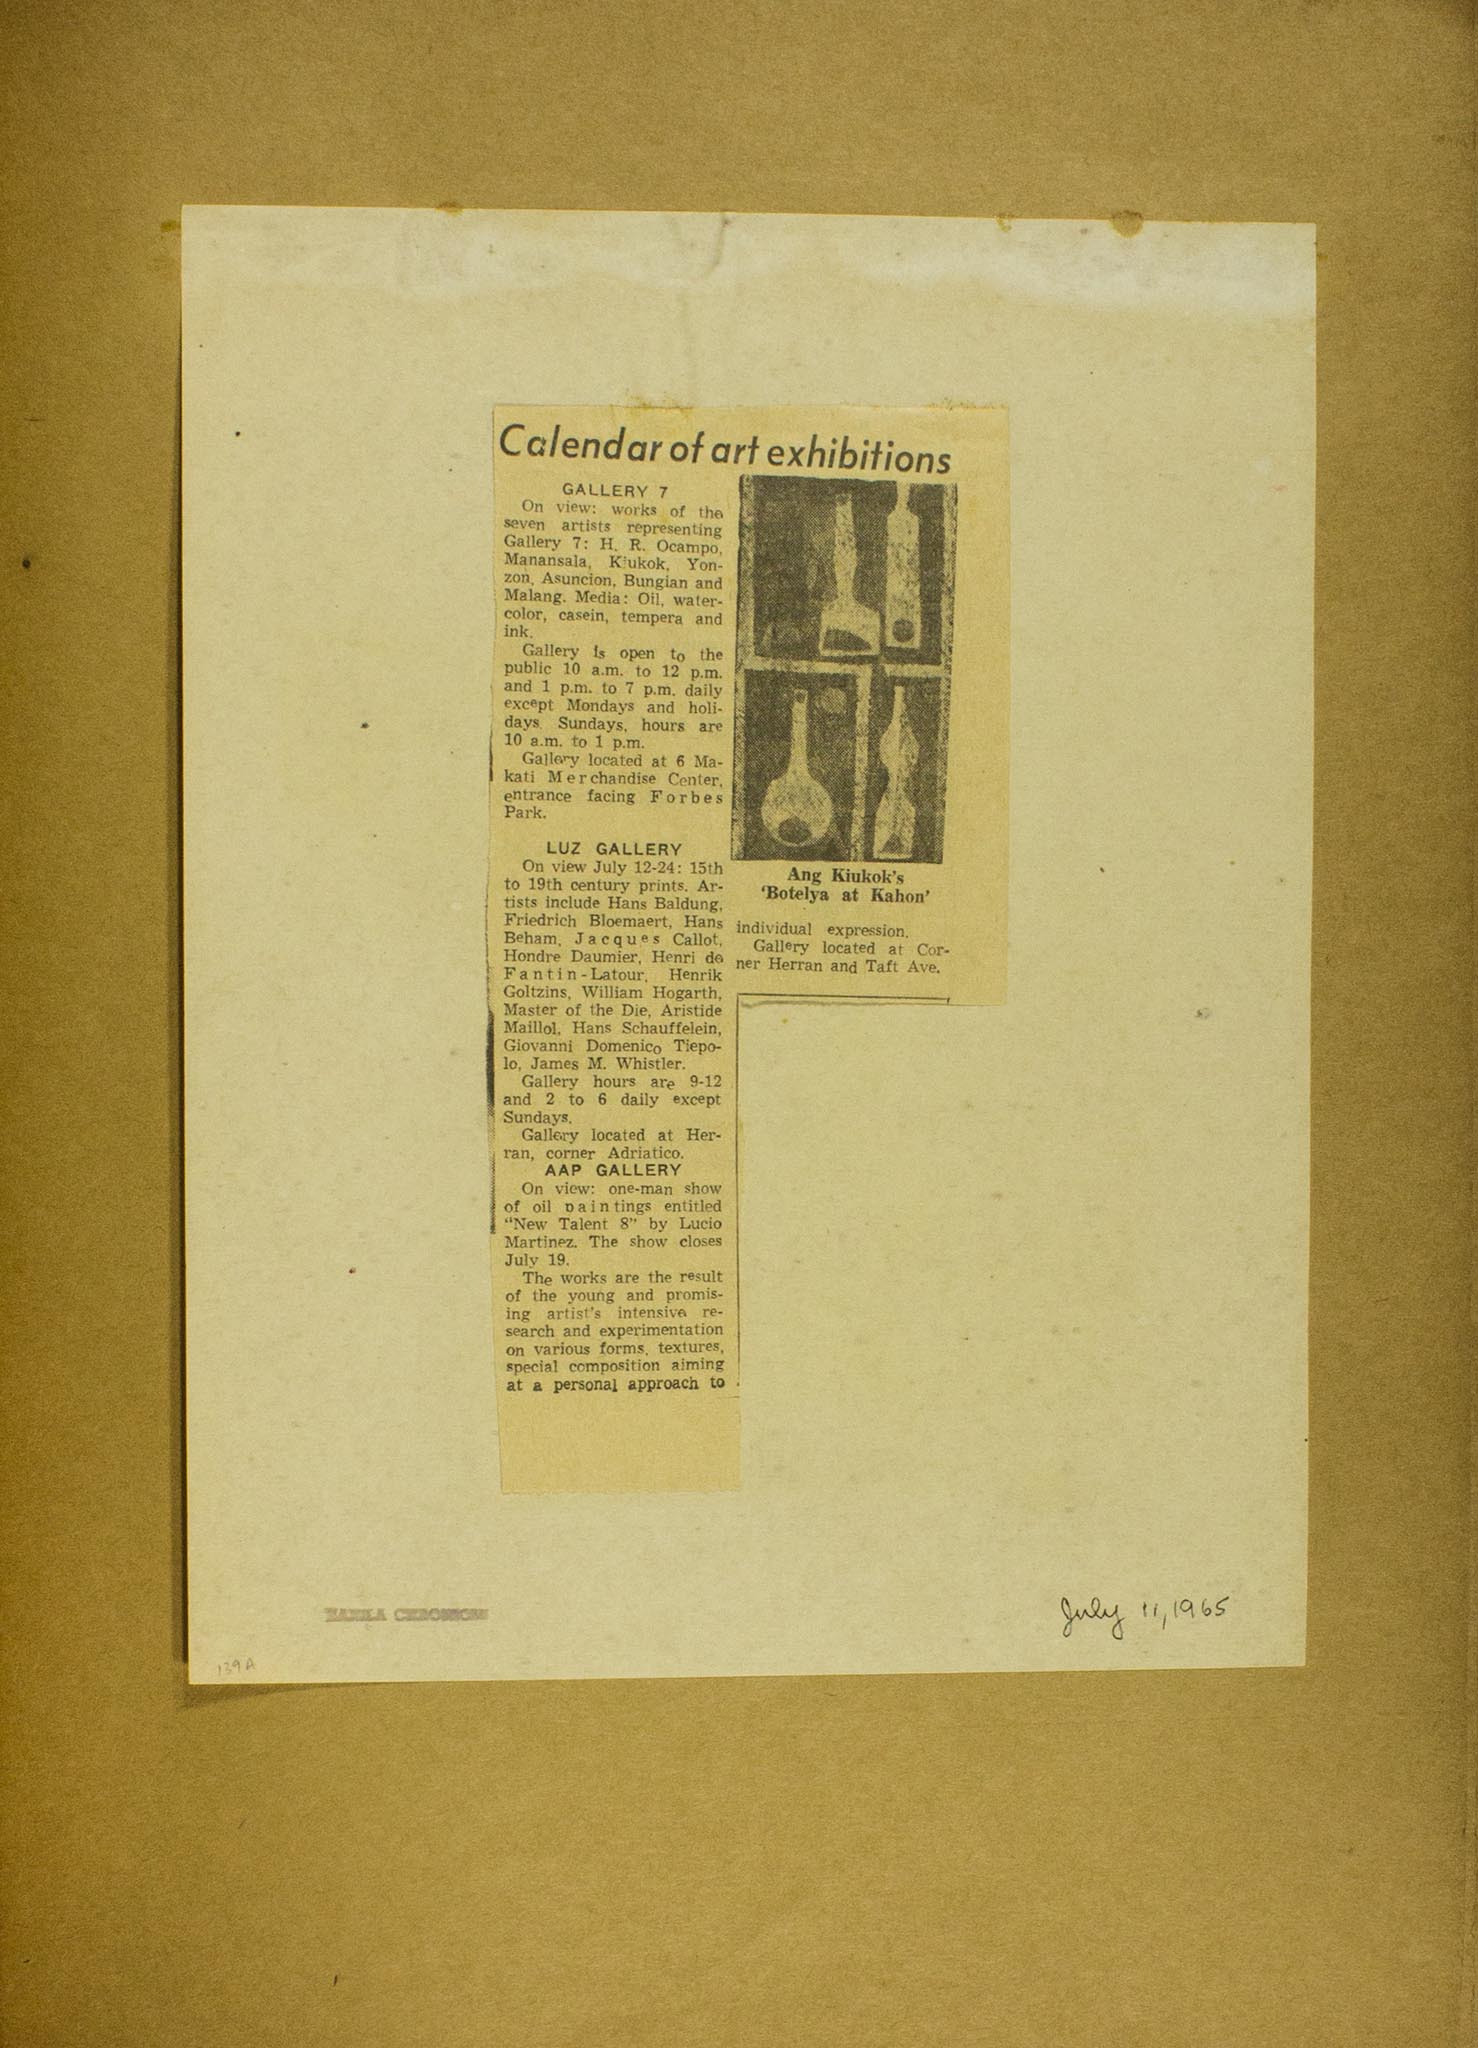 Calendar of art exhibitions
GALLERY 7
On view: works of the
seven artists representing
Gallery 7: H. R. Ocampo,
Manansala, Kiukok, Yon-
zon, Asuncion, Bungian and
Malang. Media: Oil, water-
color, casein, tempera and
ink.
Gallery is open to the
public 10 a.m. to 12 p.m.
and 1 p.m. to 7 p.m. daily
except Mondays and holi-
days. Sundays, hours are
10 a.m. to 1 p.m.
Gallery located at 6 Ma-
kati Merchandise Center,
entrance facing Forbes
Park.
LUZ GALLERY
On view July 12-24: 15th
to 19th century prints. Ar-
tists include Hans Baldung,
Friedrich Bloemaert, Hans
Beham, Jacques Callot,
Hondre Daumier, Henri de
Fantin-Latour, Henrik
Goltzins, William Hogarth,
Master of the Die, Aristide
Maillol, Hans Schauffelein,
Giovanni Domenico Tiepo-
lo, James M. Whistler.
Gallery hours are 9-12
and 2 to 6 daily except
Sundays.
Gallery located at Her-
ran, corner Adriatico.
AAP GALLERY
On view: one-man show
of oil paintings entitled
"New Talent 8" by Lucio
Martinez. The show closes
July 19.
The works are the result
of the young and promis-
ing artist's intensive re-
search and experimentation
on various forms, textures,
special composition aiming
at a personal approach to
Ang Kiukok's
'Botelya at Kahon'
individual expression.
Gallery located at Cor-
ner Herran and Taft Ave.
MANILA CHRONICLE
July 11, 1965
139A